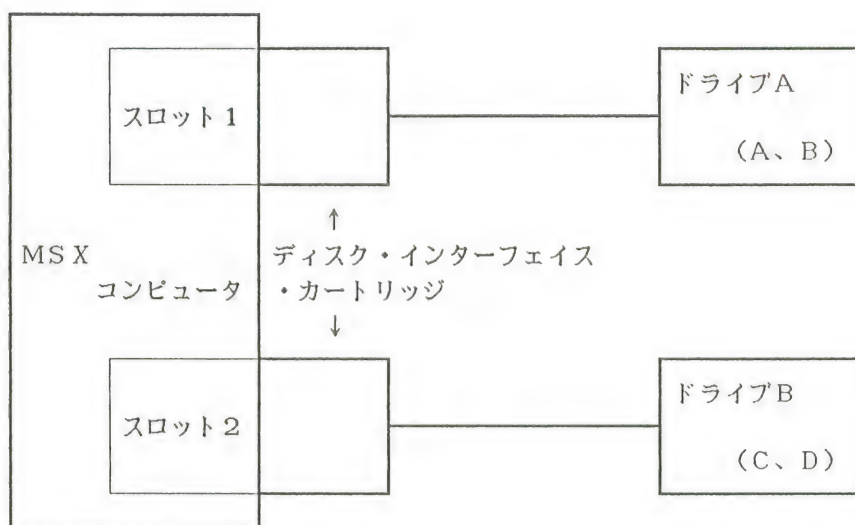 スロット1
ドライブA
(A、B)
↑
MSX
ディスク・インターフェイス
コンピュータ
・カートリッジ
↓
スロット2
ドライブB
(C、D)